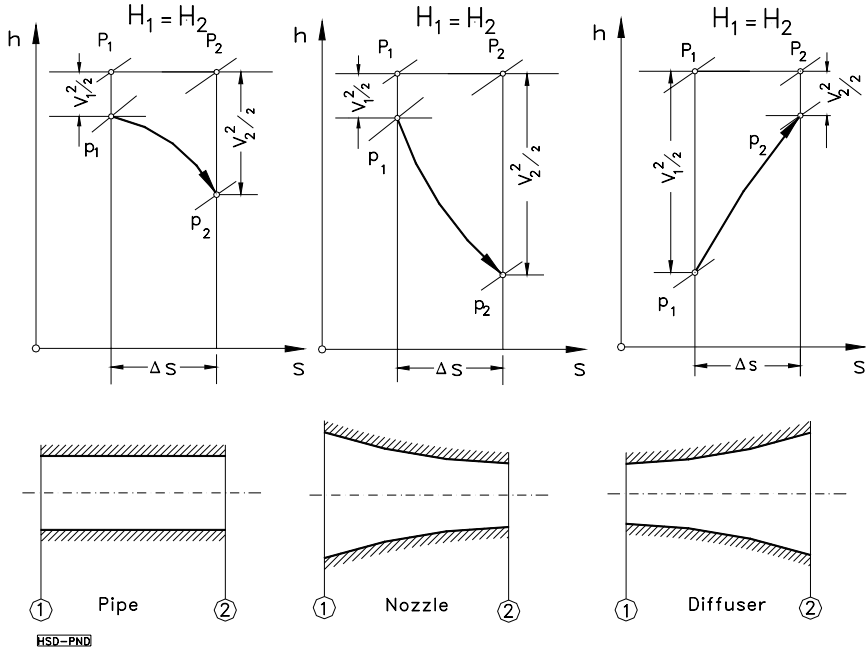 H₁ = H₂
h
P₁
P₂
V₁²/2
V₂²/2
p₁
p₂
Δs
s
H₁ = H₂
h
P₁
P₂
V₁²/2
V₂²/2
p₁
p₂
Δs
s
H₁ = H₂
h
P₁
P₂
V₁²/2
V₂²/2
p₂
p₁
Δs
s
1
Pipe
2
1
Nozzle
2
1
Diffuser
2
HSD-PND